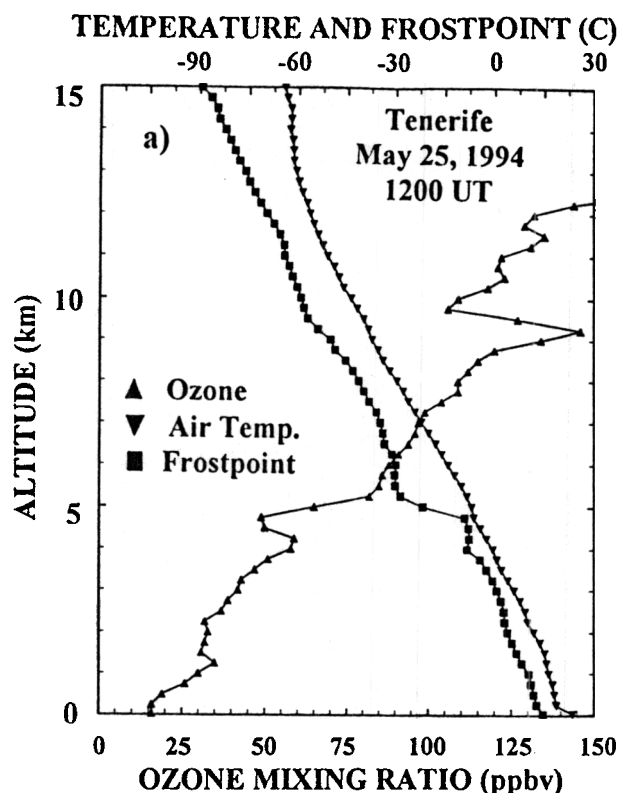 TEMPERATURE AND FROSTPOINT (C)
-90 -60 -30 0 30
15
a)
Tenerife
May 25, 1994
1200 UT
10
ALTITUDE (km)
Ozone
Air Temp.
Frostpoint
5
0
0 25 50 75 100 125 150
OZONE MIXING RATIO (ppbv)